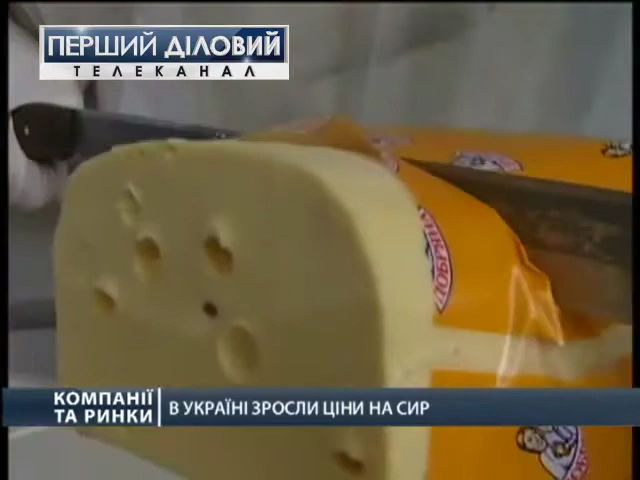 ПЕРШИЙ ДІЛОВИЙ
ТЕЛЕКАНАЛ
КОМПАНІЇ
ТА РИНКИ
В УКРАЇНІ ЗРОСЛИ ЦІНИ НА СИР